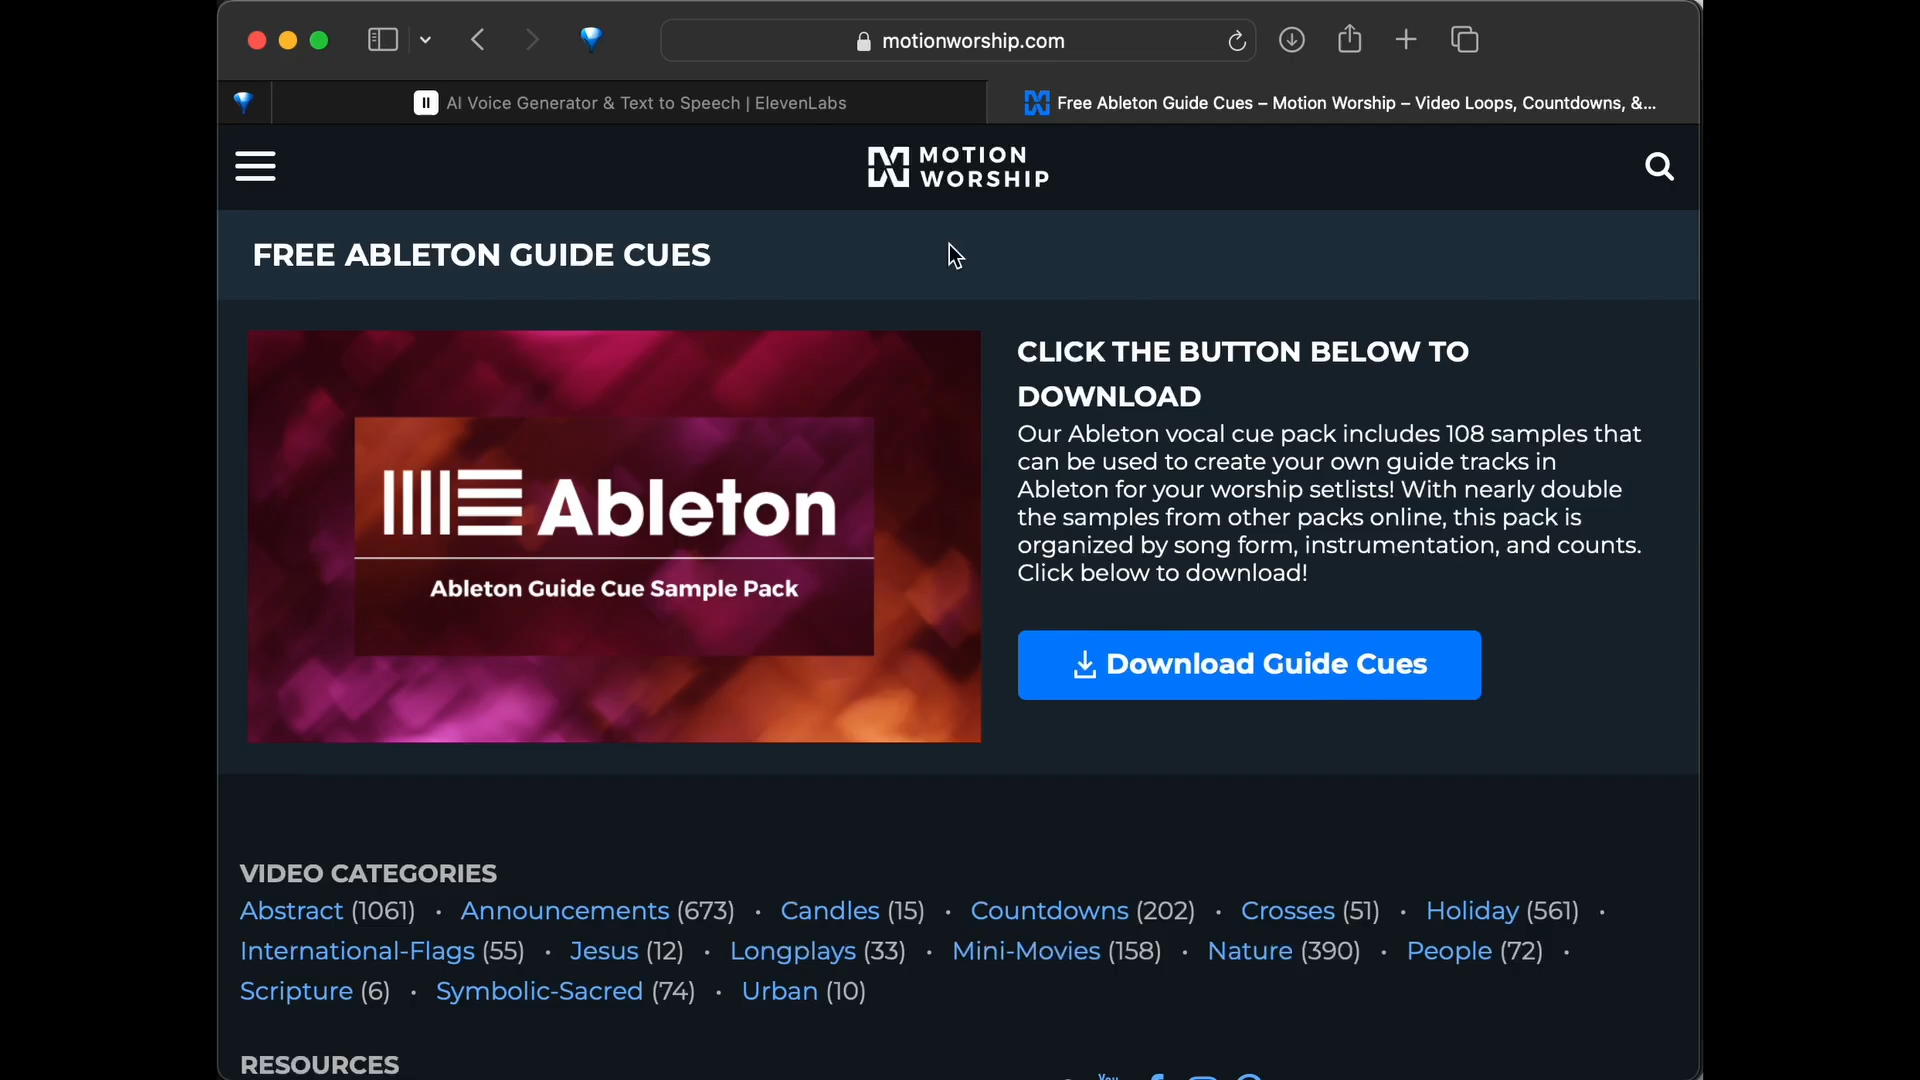 motionworship.com
AI Voice Generator & Text to Speech | ElevenLabs
Free Ableton Guide Cues – Motion Worship – Video Loops, Countdowns, &...
MOTION
WORSHIP
FREE ABLETON GUIDE CUES
Ableton
Ableton Guide Cue Sample Pack
CLICK THE BUTTON BELOW TO
DOWNLOAD
Our Ableton vocal cue pack includes 108 samples that
can be used to create your own guide tracks in
Ableton for your worship setlists! With nearly double
the samples from other packs online, this pack is
organized by song form, instrumentation, and counts.
Click below to download!
Download Guide Cues
VIDEO CATEGORIES
Abstract (1061) · Announcements (673) · Candles (15) · Countdowns (202) · Crosses (51) · Holiday (561) ·
International-Flags (55) · Jesus (12) · Longplays (33) · Mini-Movies (158) · Nature (390) · People (72) ·
Scripture (6) · Symbolic-Sacred (74) · Urban (10)
RESOURCES